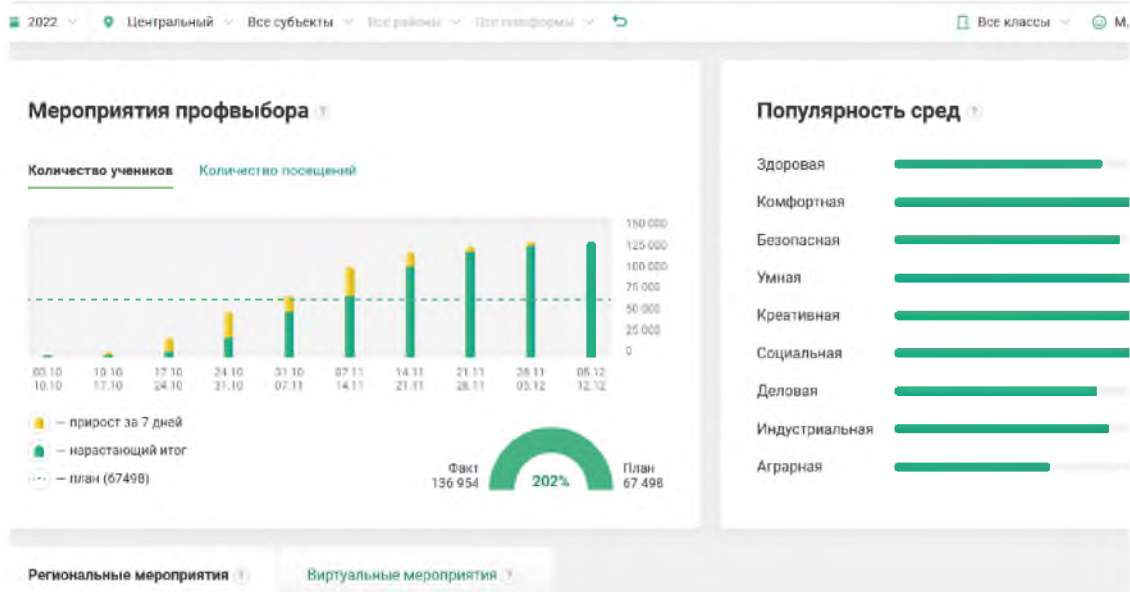 2022 Центральный Все субъекты Все районы Все платформы Все классы М.
Мероприятия профвыбора ?
Количество учеников Количество посещений
150 000
125 000
100 000
75 000
50 000
25 000
0
03.10 10.10 17.10 24.10 31.10 07.11 14.11 21.11 28.11 05.12
10.10 17.10 24.10 31.10 07.11 14.11 21.11 28.11 05.12 12.12
– прирост за 7 дней
– нарастающий итог
– план (67498)
Факт
136 954
202%
План
67 498
Популярность сред ?
Здоровая
Комфортная
Безопасная
Умная
Креативная
Социальная
Деловая
Индустриальная
Аграрная
Региональные мероприятия ? Виртуальные мероприятия ?